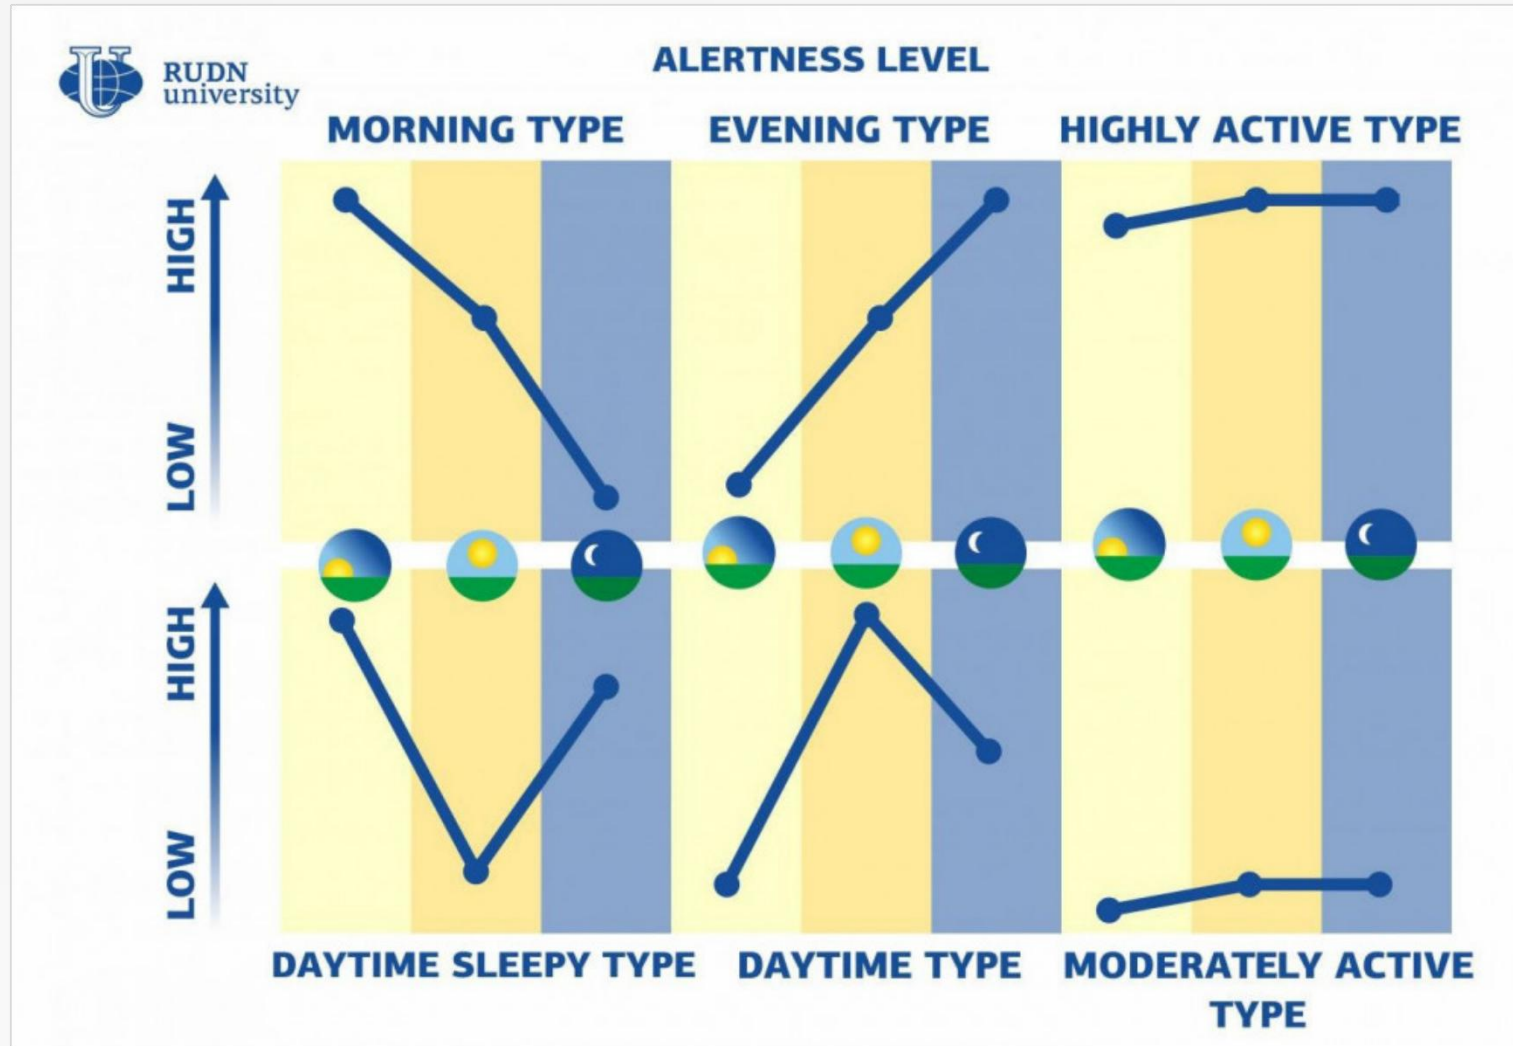 RUDN
university
ALERTNESS LEVEL
MORNING TYPE
EVENING TYPE
HIGHLY ACTIVE TYPE
HIGH
LOW
HIGH
LOW
DAYTIME SLEEPY TYPE
DAYTIME TYPE
MODERATELY ACTIVE
TYPE